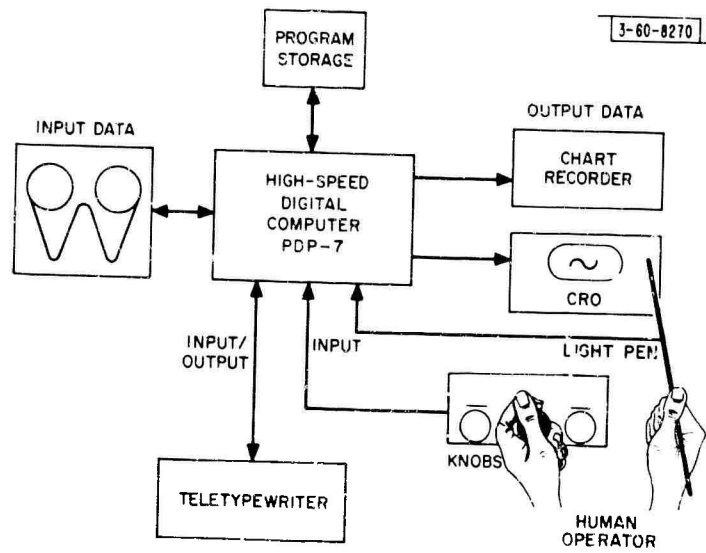 3-60-8270
PROGRAM
STORAGE
INPUT DATA
OUTPUT DATA
HIGH-SPEED
DIGITAL
COMPUTER
PDP-7
CHART
RECORDER
CRO
INPUT/
OUTPUT
INPUT
LIGHT PEN
KNOBS
TELETYPEWRITER
HUMAN
OPERATOR